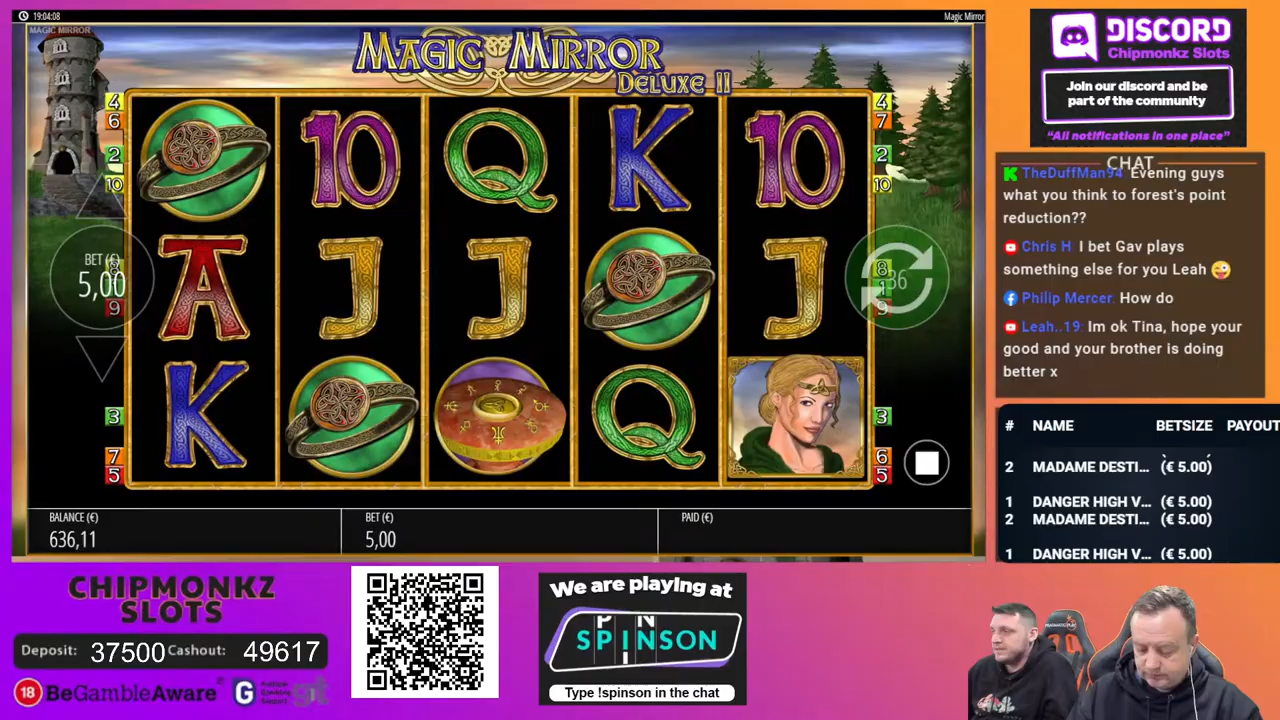 19:04:08
Magic Mirror
MAGIC MIRROR
MAGIC MIRROR
DELUXE II
4
6
2
10
9
3
7
5
4
7
2
10
8
1
9
3
6
5
10
Q
K
10
A
J
J
J
K
Q
BET (€)
5,00
36
BALANCE (€)
636,11
BET (€)
5,00
PAID (€)
DISCORD
Chipmonkz Slots
Join our discord and be
part of the community
"All notifications in one place"
CHAT
TheDuffMan94: Evening guys
what you think to forest's point
reduction??
Chris H: I bet Gav plays
something else for you Leah
Philip Mercer: How do
Leah..19: Im ok Tina, hope your
good and your brother is doing
better x
# NAME BETSIZE PAYOUT
2 MADAME DESTI... (€ 5.00)
1 DANGER HIGH V... (€ 5.00)
2 MADAME DESTI... (€ 5.00)
1 DANGER HIGH V... (€ 5.00)
CHIPMONKZ
SLOTS
Deposit: 37500 Cashout: 49617
18 BeGambleAware
G
We are playing at
SPINSON
Type !spinson in the chat